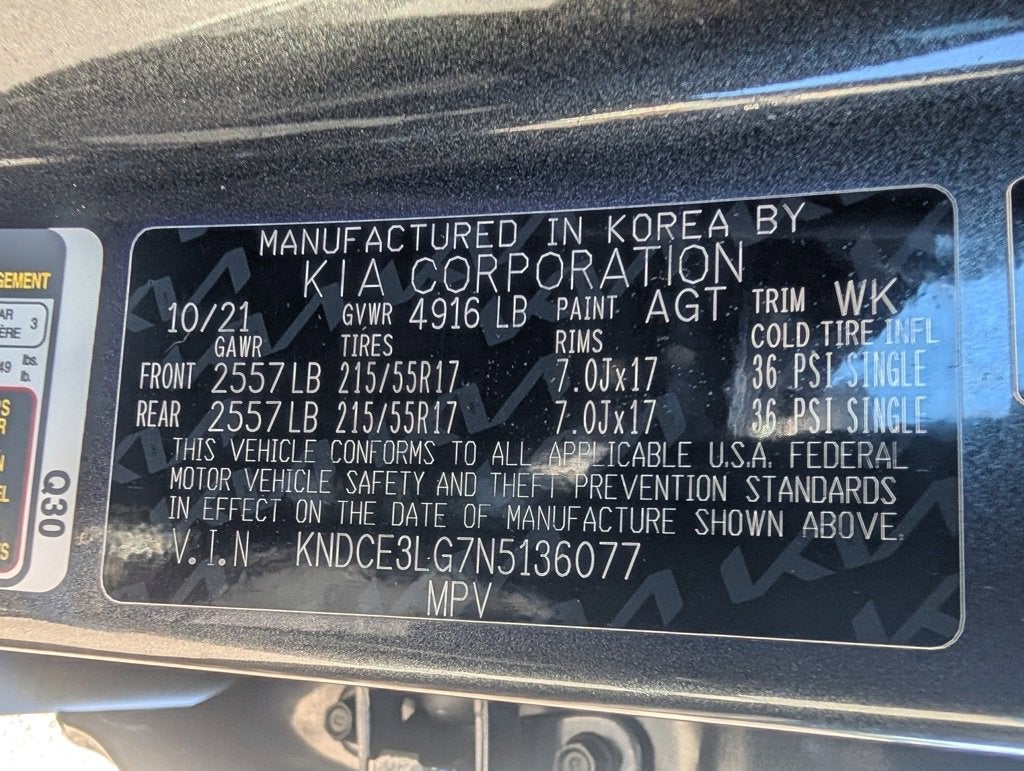 MANUFACTURED IN KOREA BY
KIA CORPORATION
10/21 GVWR 4916 LB PAINT AGT TRIM WK
GAWR TIRES RIMS COLD TIRE INFL
FRONT 2557 LB 215/55R17 7.0Jx17 36 PSI SINGLE
REAR 2557 LB 215/55R17 7.0Jx17 36 PSI SINGLE
THIS VEHICLE CONFORMS TO ALL APPLICABLE U.S.A. FEDERAL
MOTOR VEHICLE SAFETY AND THEFT PREVENTION STANDARDS
IN EFFECT ON THE DATE OF MANUFACTURE SHOWN ABOVE.
V.I.N KNDCE3LG7N5136077
MPV
3
lbs.
lb.
Q30